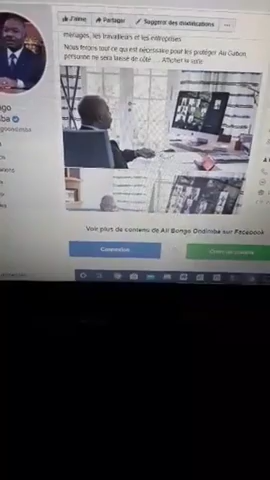 J'aime
Partager
Suggérer des modifications
ménages, les travailleurs et les entreprises.
Nous ferons tout ce qui est nécessaire pour les protéger. Au Gabon,
personne ne sera laissé de côté. ... Afficher la suite
Voir plus de contenu de Ali Bongo Ondimba sur Facebook
Connexion